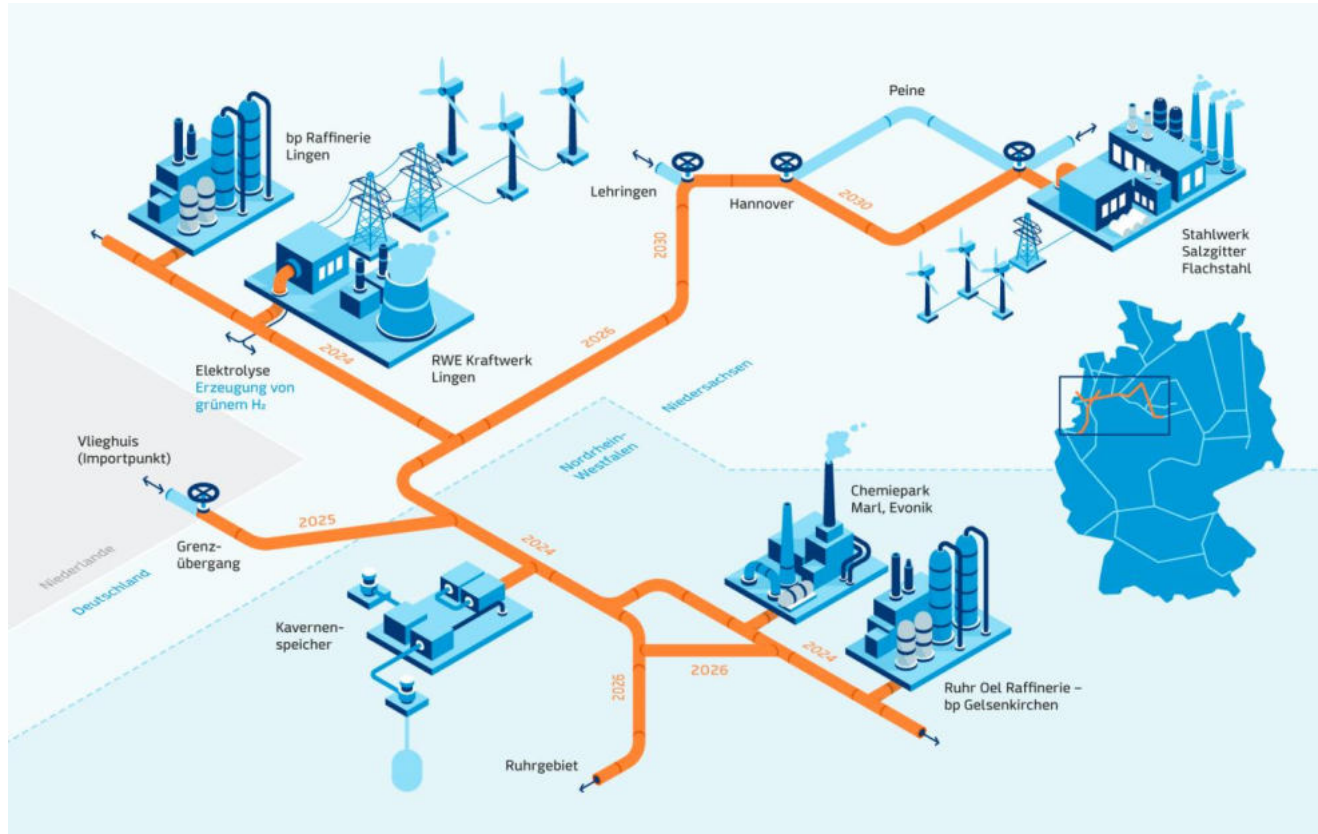 bp Raffinerie
Lingen
Peine
Lehringen
Hannover
2030
2030
Stahlwerk
Salzgitter
Flachstahl
2024
2026
RWE Kraftwerk
Lingen
Elektrolyse
Erzeugung von
grünem H₂
Niedersachsen
Nordrhein-
Westfalen
Vlieghuis
(Importpunkt)
2025
Grenz-
übergang
Niederlande
Deutschland
2024
Chemiepark
Marl, Evonik
Kavernen-
speicher
2024
2026
2026
Ruhr Oel Raffinerie –
bp Gelsenkirchen
Ruhrgebiet